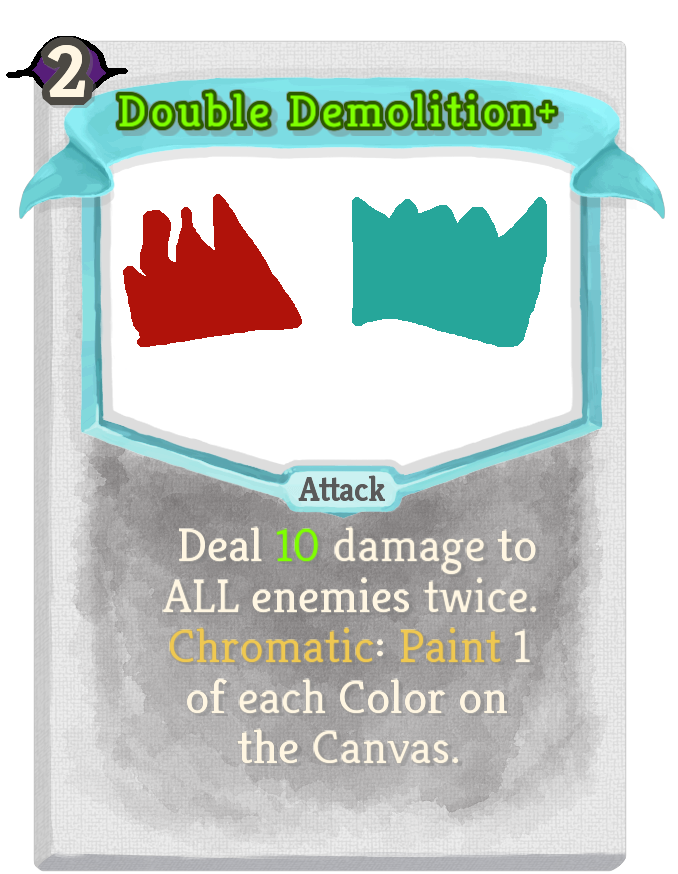 2
Double Demolition+
Attack
Deal 10 damage to
ALL enemies twice.
Chromatic: Paint 1
of each Color on
the Canvas.